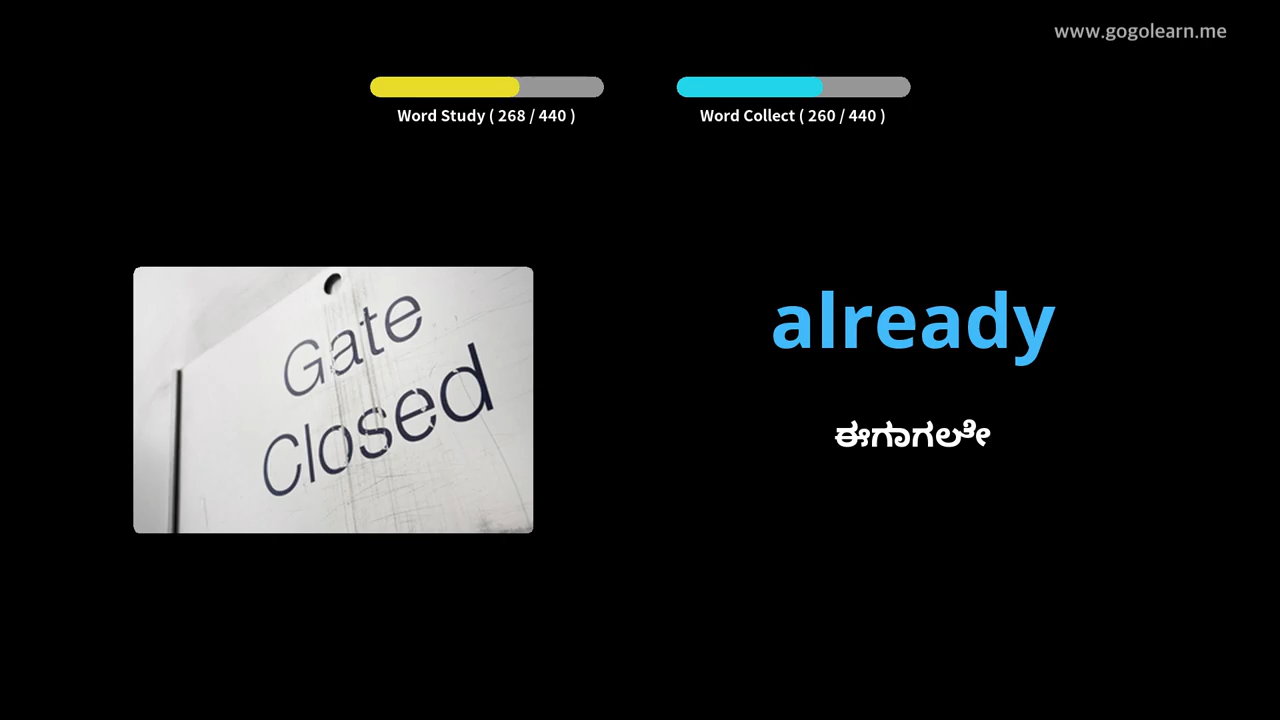 www.gogolearn.me
Word Study ( 268 / 440 )
Word Collect ( 260 / 440 )
Gate
Closed
already
ಈಗಾಗಲೇ